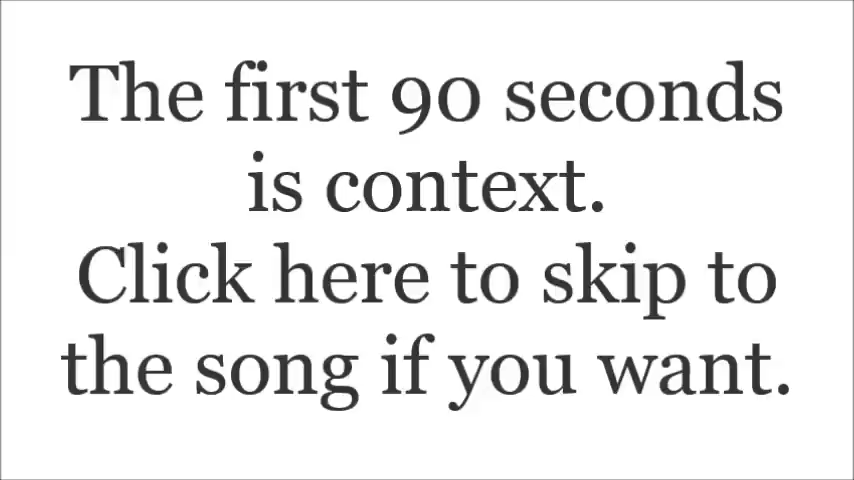 The first 90 seconds
is context.
Click here to skip to
the song if you want.